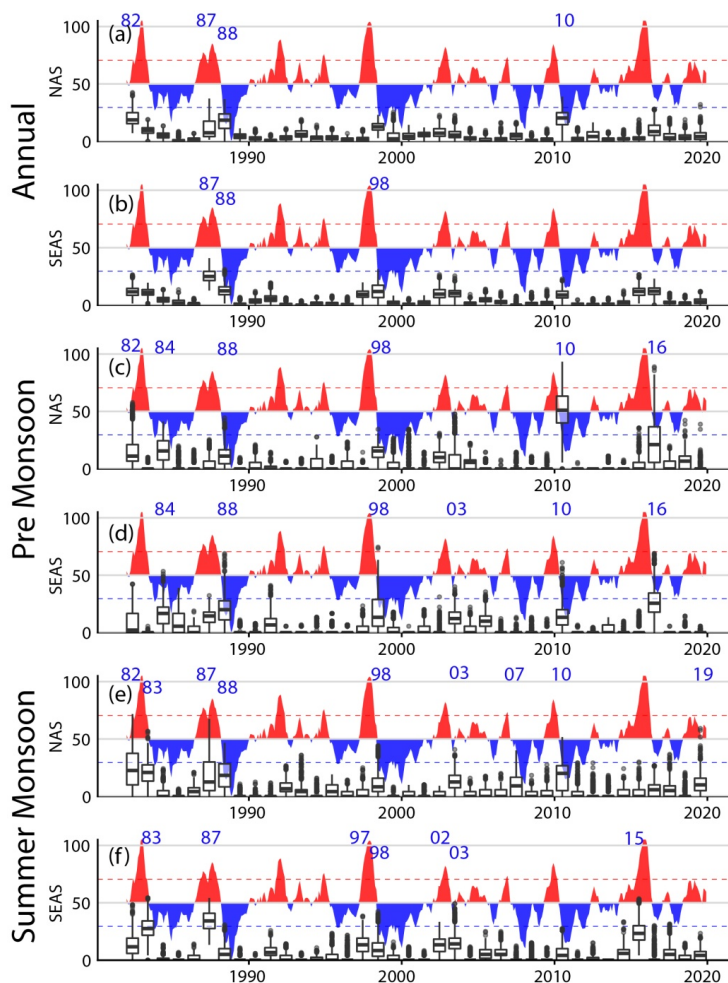 Annual
82 87 88 10
(a)
100
50
0
NAS
1990 2000 2010 2020
87 88 98
(b)
100
50
0
SEAS
1990 2000 2010 2020
Pre Monsoon
82 84 88 98 10 16
(c)
100
50
0
NAS
1990 2000 2010 2020
84 88 98 03 10 16
(d)
100
50
0
SEAS
1990 2000 2010 2020
Summer Monsoon
82 83 87 88 98 03 07 10 19
(e)
100
50
0
NAS
1990 2000 2010 2020
83 87 97 98 02 03 15
(f)
100
50
0
SEAS
1990 2000 2010 2020